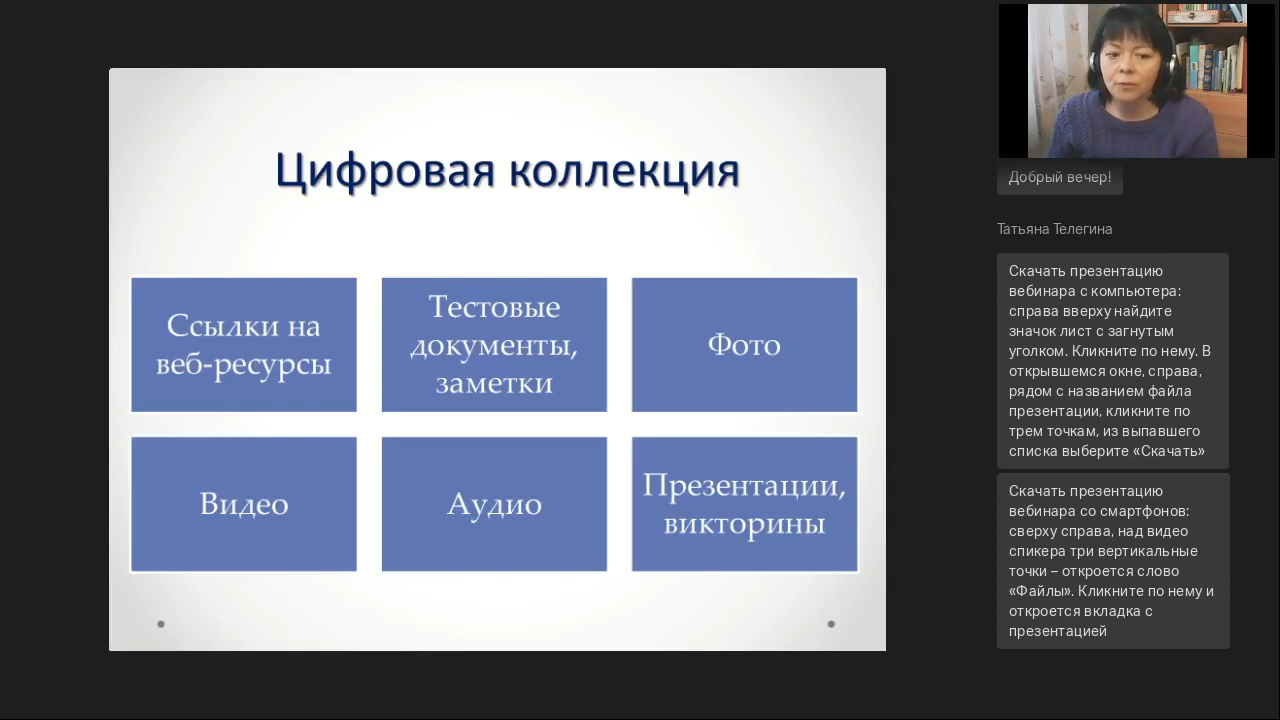 Цифровая коллекция
Ссылки на
веб-ресурсы
Тестовые
документы,
заметки
Фото
Видео
Аудио
Презентации,
викторины
Добрый вечер!
Татьяна Телегина
Скачать презентацию
вебинара с компьютера:
справа вверху найдите
значок лист с загнутым
уголком. Кликните по нему. В
открывшемся окне, справа,
рядом с названием файла
презентации, кликните по
трем точкам, из выпавшего
списка выберите «Скачать»
Скачать презентацию
вебинара со смартфонов:
сверху справа, над видео
спикера три вертикальные
точки – откроется слово
«Файлы». Кликните по нему и
откроется вкладка с
презентацией